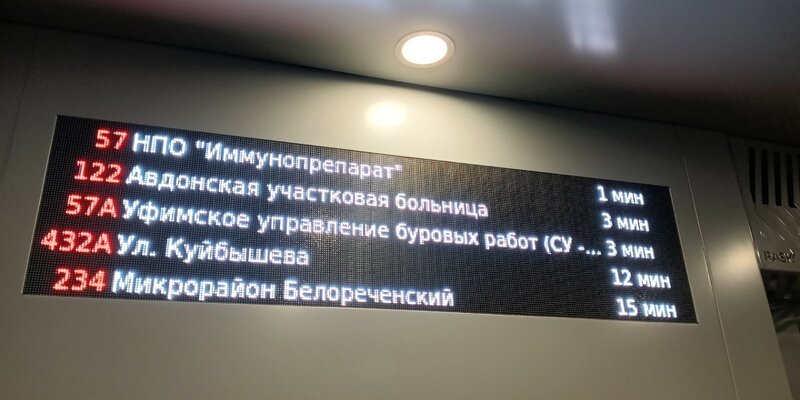 57 НПО "Иммунопрепарат" 1 мин
122 Авдонская участковая больница 3 мин
57А Уфимское управление буровых работ (СУ -... 3 мин
432А Ул. Куйбышева 12 мин
234 Микрорайон Белореченский 15 мин